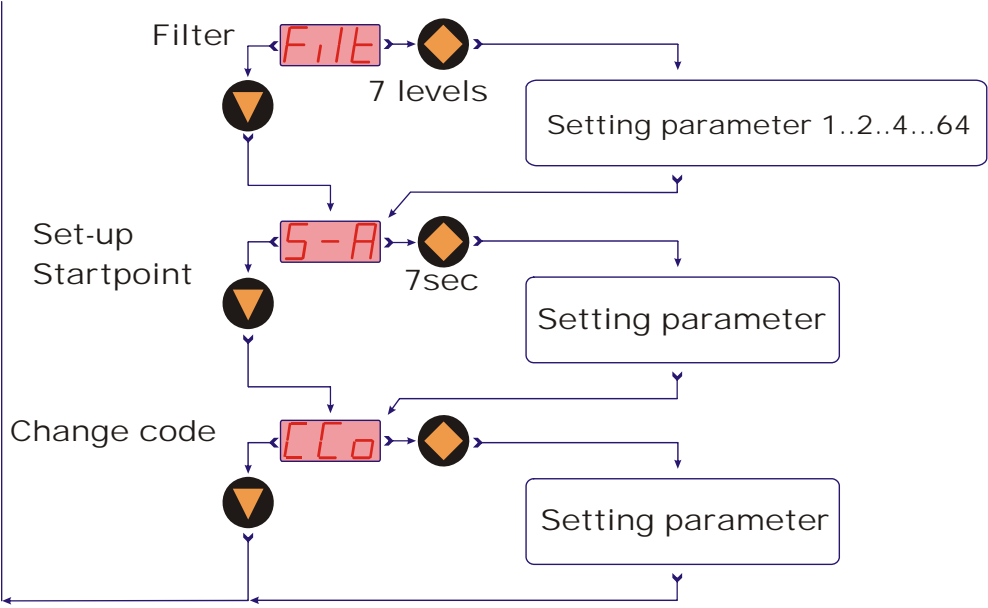 Filter
Filt
7 levels
Setting parameter 1..2..4...64
Set-up
Startpoint
S-A
7sec
Setting parameter
Change code
CCo
Setting parameter